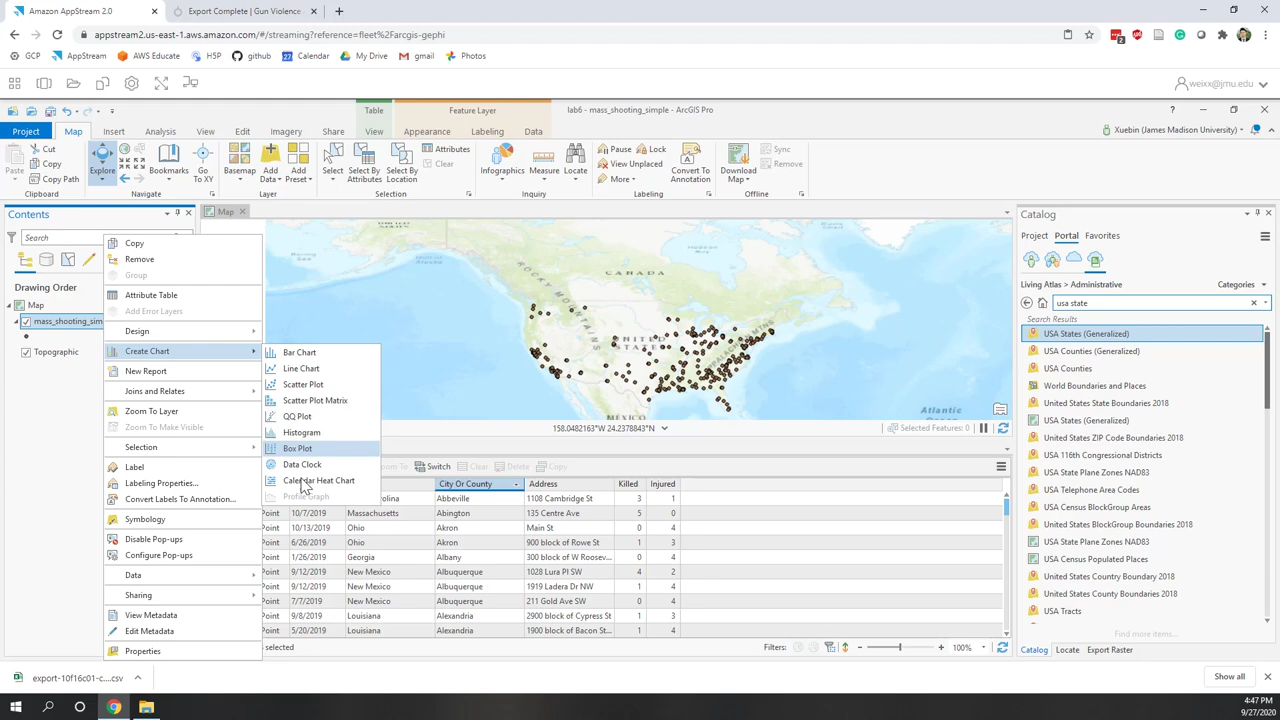 Amazon AppStream 2.0
Export Complete | Gun Violence
appstream2.us-east-1.aws.amazon.com/#/streaming?reference=fleet%2Farcgis-gephi
GCP AppStream AWS Educate H5P github Calendar My Drive gmail Photos
weixx@jmu.edu
Table Feature Layer lab6 - mass_shooting_simple - ArcGIS Pro
Project Map Insert Analysis View Edit Imagery Share View Appearance Labeling Data
Xuebin (James Madison University)
Paste Cut Copy Copy Path Clipboard
Explore Bookmarks Go To XY Navigate
Basemap Add Data Add Preset Layer
Select Select By Attributes Select By Location Attributes Clear Selection
Infographics Measure Locate Inquiry
Pause Lock View Unplaced More Convert To Annotation Labeling
Download Map Sync Remove Offline
Contents
Search
Drawing Order
Map
mass_shooting_sim
Topographic
Copy
Remove
Group
Attribute Table
Add Error Layers
Design
Create Chart
New Report
Joins and Relates
Zoom To Layer
Zoom To Make Visible
Selection
Label
Labeling Properties...
Convert Labels To Annotation...
Symbology
Disable Pop-ups
Configure Pop-ups
Data
Sharing
View Metadata
Edit Metadata
Properties
Bar Chart
Line Chart
Scatter Plot
Scatter Plot Matrix
QQ Plot
Histogram
Box Plot
Data Clock
Calendar Heat Chart
Profile Graph
Map
CANADA
UNITED
STATES
MÉXICO
Atlantic
158.0482163°W 24.2378843°N
Selected Features: 0
Switch Clear Delete Copy
City Or County Address Killed Injured
Abbeville 1108 Cambridge St 3 1
Point 10/7/2019 Massachusetts Abington 135 Centre Ave 5 0
Point 10/13/2019 Ohio Akron Main St 0 4
Point 6/26/2019 Ohio Akron 900 block of Rowe St 1 3
Point 1/26/2019 Georgia Albany 300 block of W Roosev... 0 4
Point 9/12/2019 New Mexico Albuquerque 1028 Lura Pl SW 4 2
Point 9/12/2019 New Mexico Albuquerque 1919 Ladera Dr NW 1 4
Point 7/7/2019 New Mexico Albuquerque 211 Gold Ave SW 0 4
Point 9/8/2019 Louisiana Alexandria 2900 block of Cypress St 1 3
Point 5/20/2019 Louisiana Alexandria 1900 block of Bacon St... 1 4
selected
Filters: 100%
Catalog
Project Portal Favorites
Living Atlas > Administrative Categories
usa state
Search Results
USA States (Generalized)
USA Counties (Generalized)
USA Counties
World Boundaries and Places
United States State Boundaries 2018
USA States (Generalized)
United States ZIP Code Boundaries 2018
USA 116th Congressional Districts
USA State Plane Zones NAD83
USA Telephone Area Codes
USA Census BlockGroup Areas
United States BlockGroup Boundaries 2018
USA State Plane Zones NAD83
USA Census Populated Places
United States County Boundary 2018
United States County Boundaries 2018
USA Tracts
Find more items...
Catalog Locate Export Raster
export-10f16c01-c....csv
Show all
4:47 PM
9/27/2020